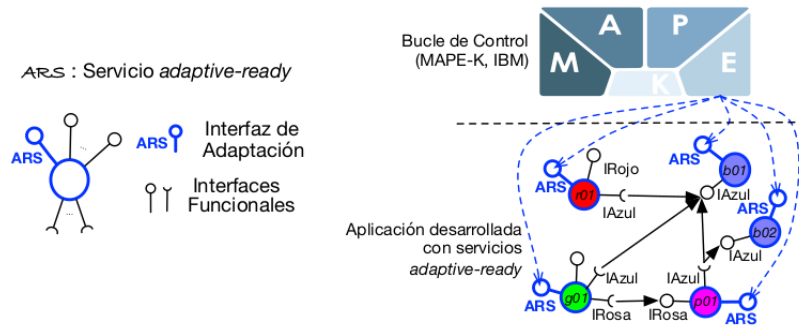 ARS : Servicio adaptive-ready
ARS
...
...
ARS
Interfaz de
Adaptación
Interfaces
Funcionales
Bucle de Control
(MAPE-K, IBM)
M
A
P
E
K
ARS
b01
IAzul
IRojo
ARS
r01
IAzul
ARS
b02
IAzul
Aplicación desarrollada
con servicios
adaptive-ready
IAzul
IAzul
ARS
g01
IRosa
IRosa
p01
ARS